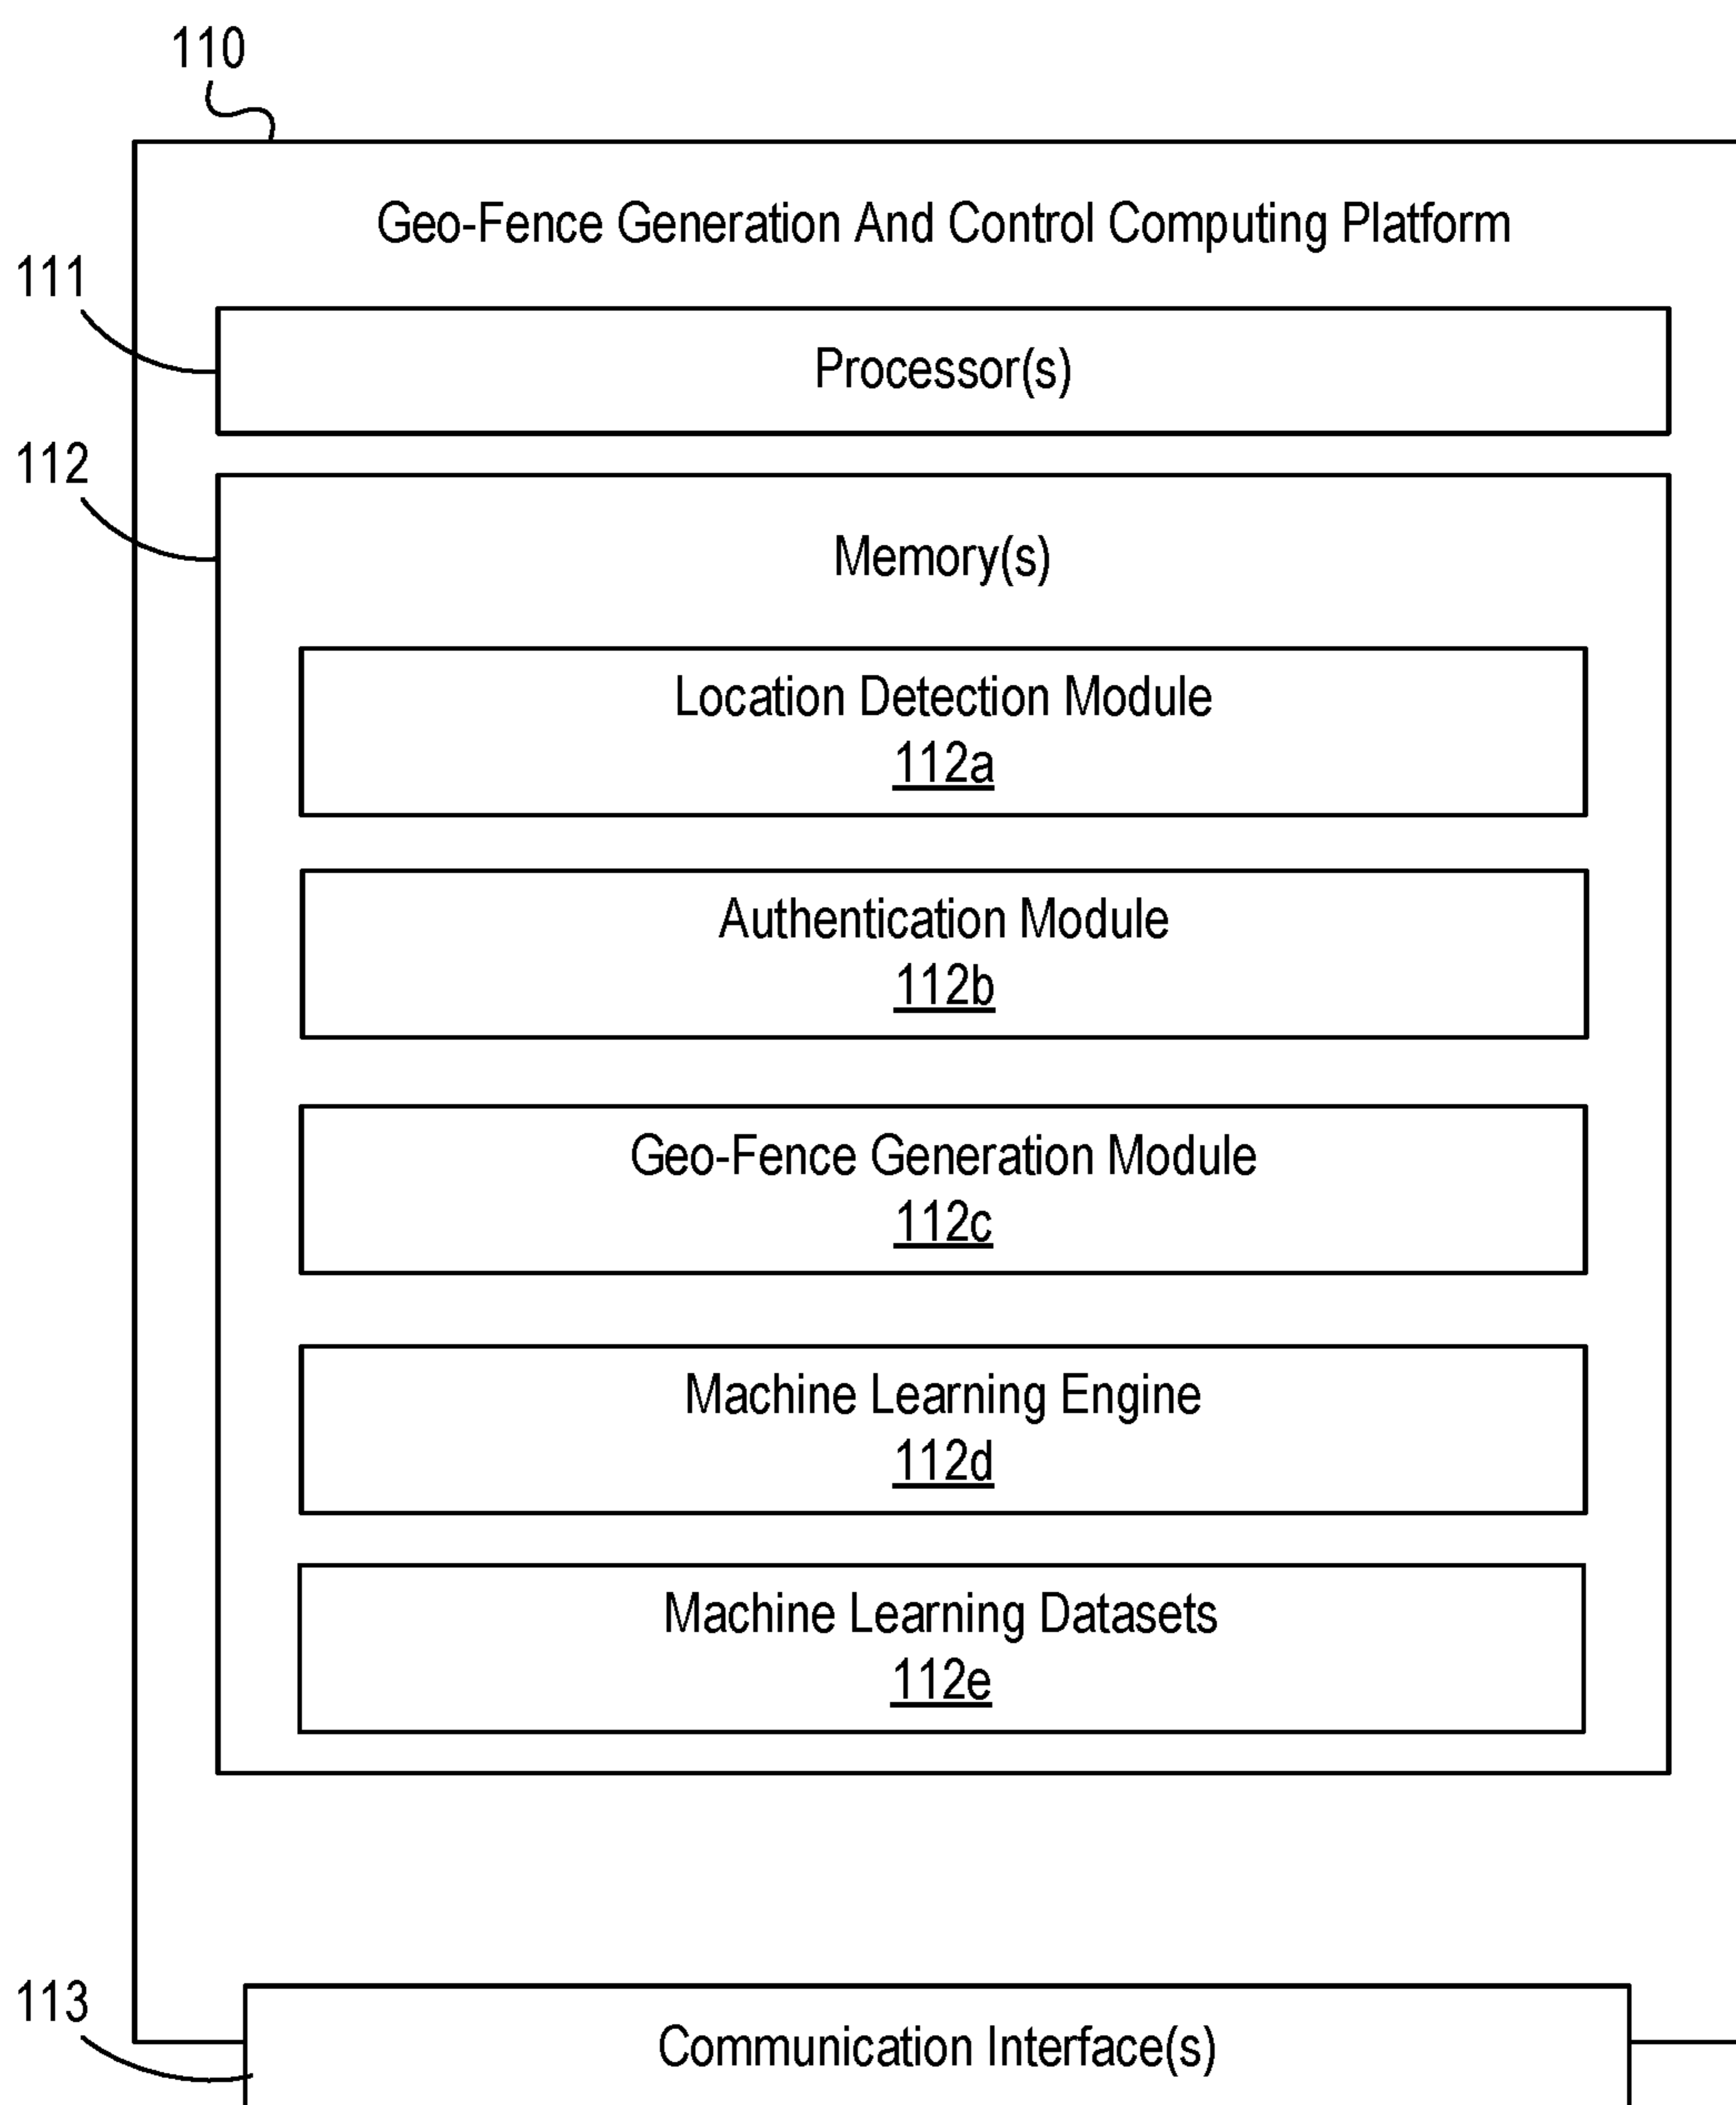 110
Geo-Fence Generation And Control Computing Platform
111
Processor(s)
112
Memory(s)
Location Detection Module
112a
Authentication Module
112b
Geo-Fence Generation Module
112c
Machine Learning Engine
112d
Machine Learning Datasets
112e
113
Communication Interface(s)